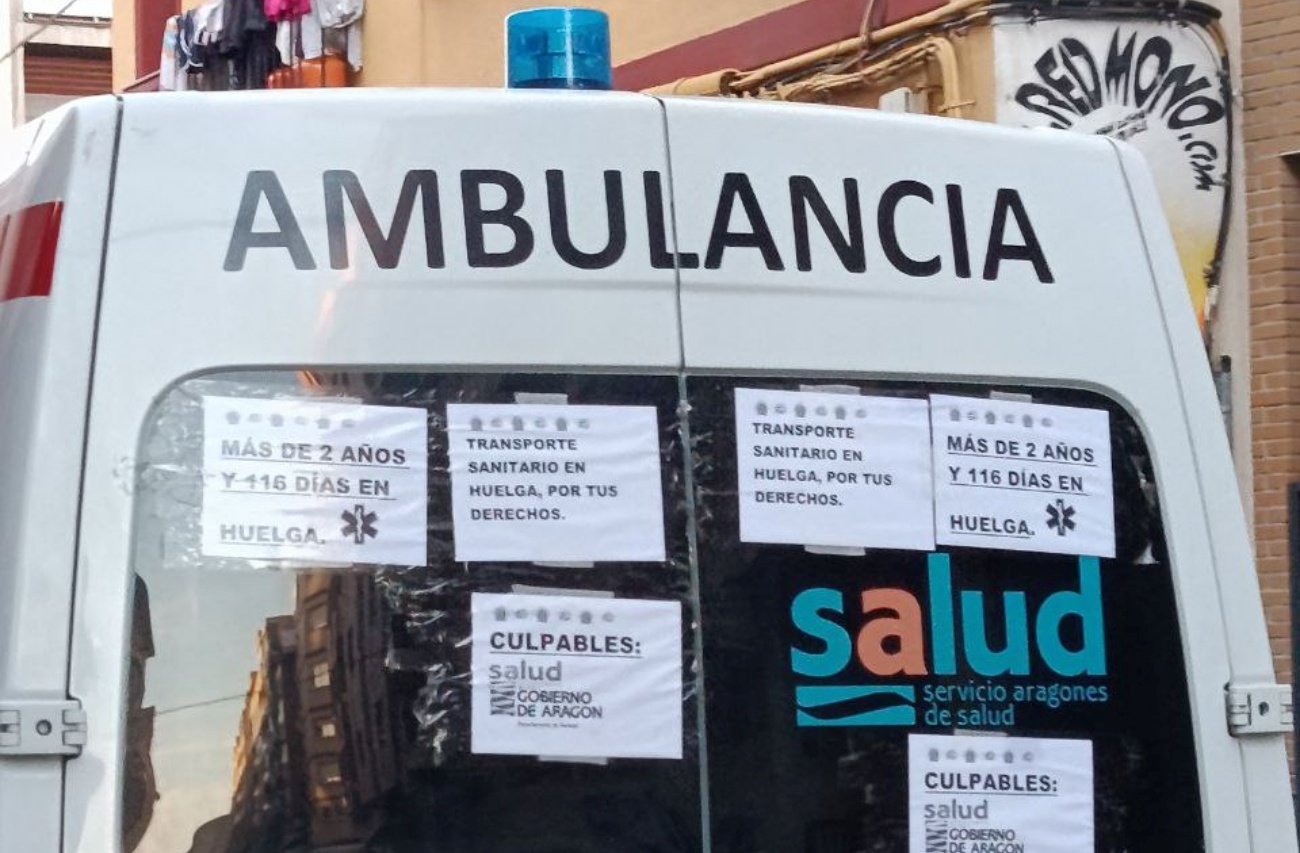 REDMONO.com
AMBULANCIA
MÁS DE 2 AÑOS
Y 116 DÍAS EN
HUELGA.
TRANSPORTE
SANITARIO EN
HUELGA, POR TUS
DERECHOS.
TRANSPORTE
SANITARIO EN
HUELGA, POR TUS
DERECHOS.
MÁS DE 2 AÑOS
Y 116 DÍAS EN
HUELGA.
CULPABLES:
salud
GOBIERNO
DE ARAGON
salud
servicio aragones
de salud
CULPABLES:
salud
GOBIERNO
DE ARAGON